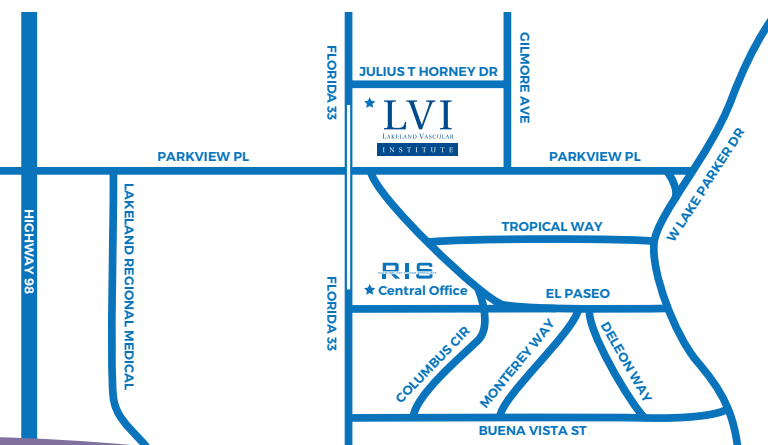 FLORIDA 33
GILMORE AVE
JULIUS T HORNEY DR
LVI
LAKELAND VASCULAR
INSTITUTE
PARKVIEW PL
PARKVIEW PL
W LAKE PARKER DR
HIGHWAY 98
LAKELAND REGIONAL MEDICAL
TROPICAL WAY
RIS
Central Office
EL PASEO
FLORIDA 33
COLUMBUS CIR
MONTEREY WAY
DELEON WAY
BUENA VISTA ST